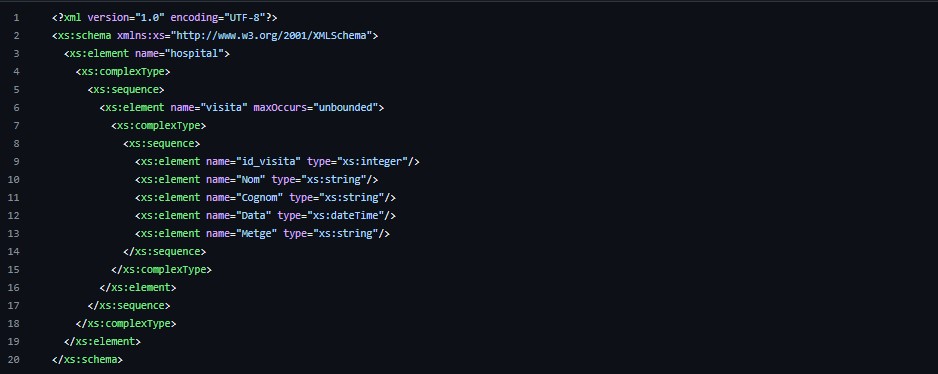 1 <?xml version="1.0" encoding="UTF-8"?>
2 <xs:schema xmlns:xs="http://www.w3.org/2001/XMLSchema">
3 <xs:element name="hospital">
4 <xs:complexType>
5 <xs:sequence>
6 <xs:element name="visita" maxOccurs="unbounded">
7 <xs:complexType>
8 <xs:sequence>
9 <xs:element name="id_visita" type="xs:integer"/>
10 <xs:element name="Nom" type="xs:string"/>
11 <xs:element name="Cognom" type="xs:string"/>
12 <xs:element name="Data" type="xs:dateTime"/>
13 <xs:element name="Metge" type="xs:string"/>
14 </xs:sequence>
15 </xs:complexType>
16 </xs:element>
17 </xs:sequence>
18 </xs:complexType>
19 </xs:element>
20 </xs:schema>